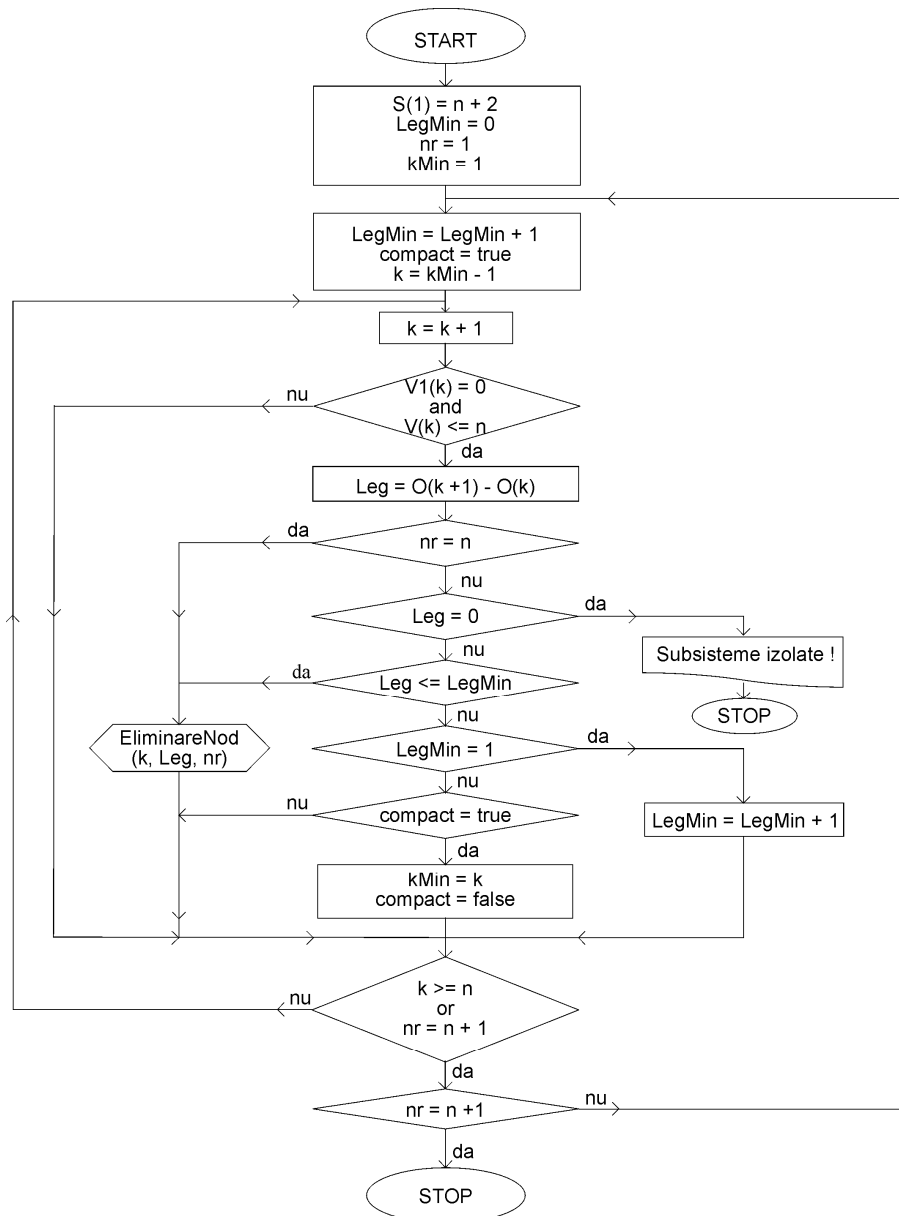 START
S(1) = n + 2
LegMin = 0
nr = 1
kMin = 1
LegMin = LegMin + 1
compact = true
k = kMin - 1
k = k + 1
nu
V1(k) = 0
and
V(k) <= n
da
Leg = O(k +1) - O(k)
da
nr = n
nu
Leg = 0
da
nu
Subsisteme izolate !
da
Leg <= LegMin
STOP
nu
EliminareNod
(k, Leg, nr)
LegMin = 1
da
nu
nu
compact = true
LegMin = LegMin + 1
da
kMin = k
compact = false
nu
k >= n
or
nr = n + 1
da
nr = n +1
nu
da
STOP